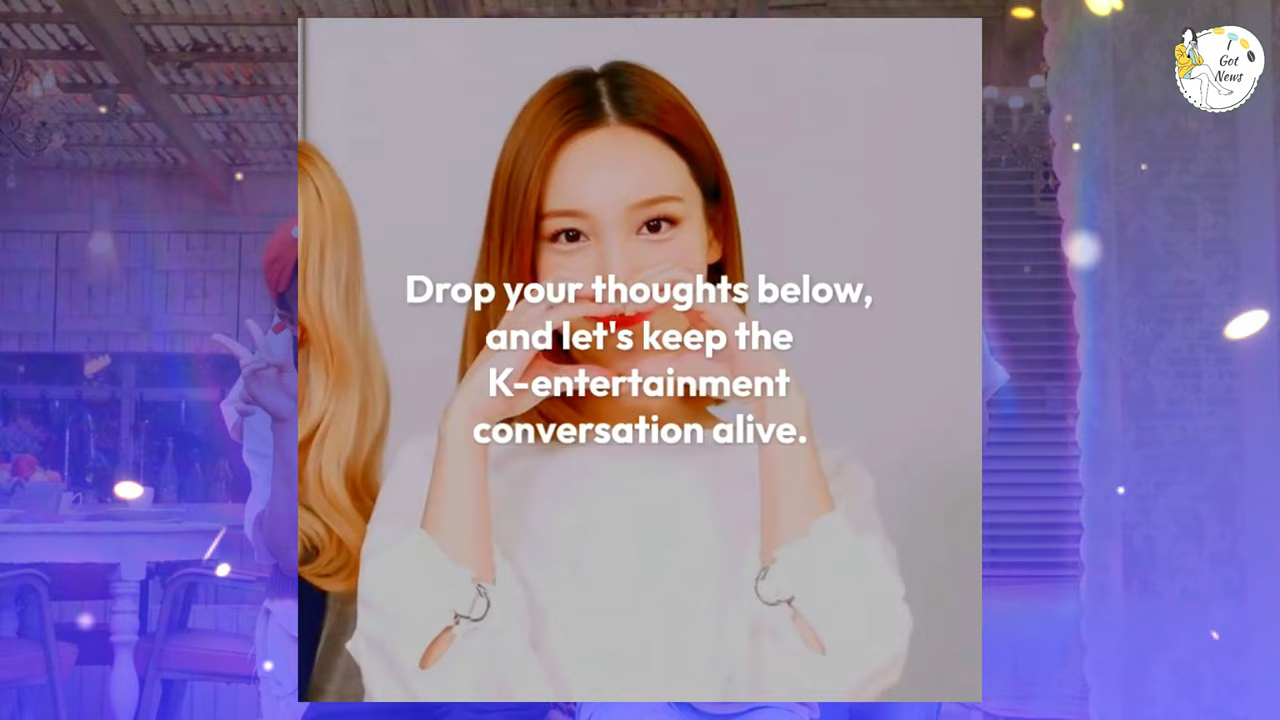 I
Got
News
Drop your thoughts below,
and let's keep the
K-entertainment
conversation alive.